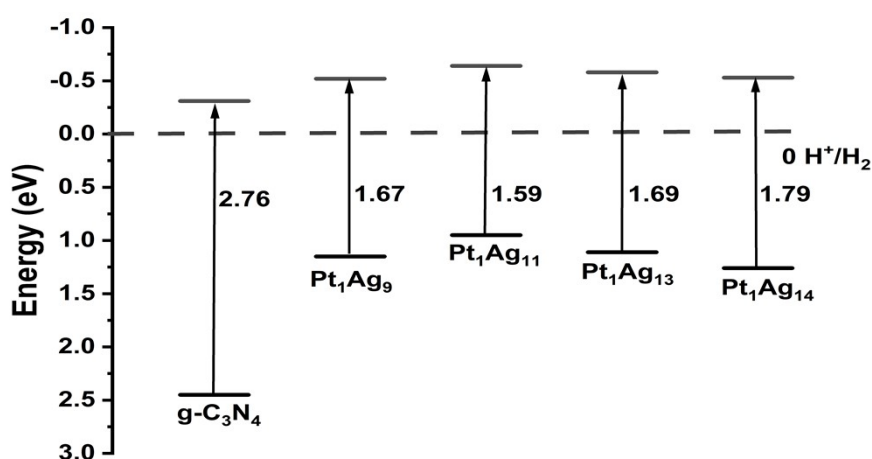 Energy (eV)
-1.0
-0.5
0.0
0.5
1.0
1.5
2.0
2.5
3.0
0 H⁺/H₂
2.76
1.67
1.59
1.69
1.79
g-C₃N₄
Pt₁Ag₉
Pt₁Ag₁₁
Pt₁Ag₁₃
Pt₁Ag₁₄